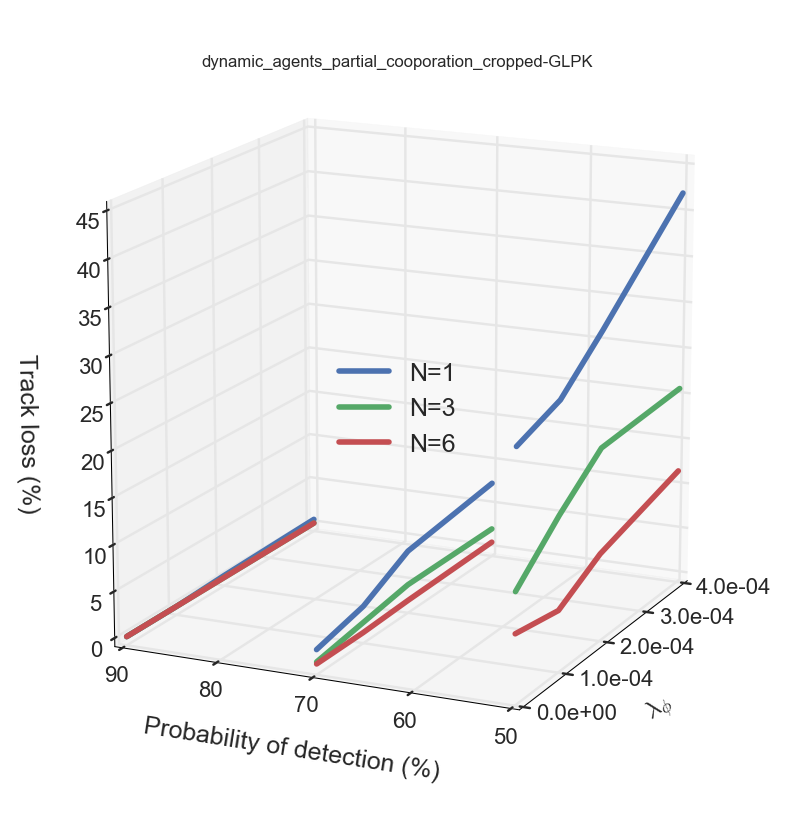 dynamic_agents_partial_cooporation_cropped-GLPK
45
40
35
30
25
20
15
10
5
0
Track loss (%)
N=1
N=3
N=6
90
80
70
60
50
Probability of detection (%)
4.0e-04
3.0e-04
2.0e-04
1.0e-04
0.0e+00
λϕ